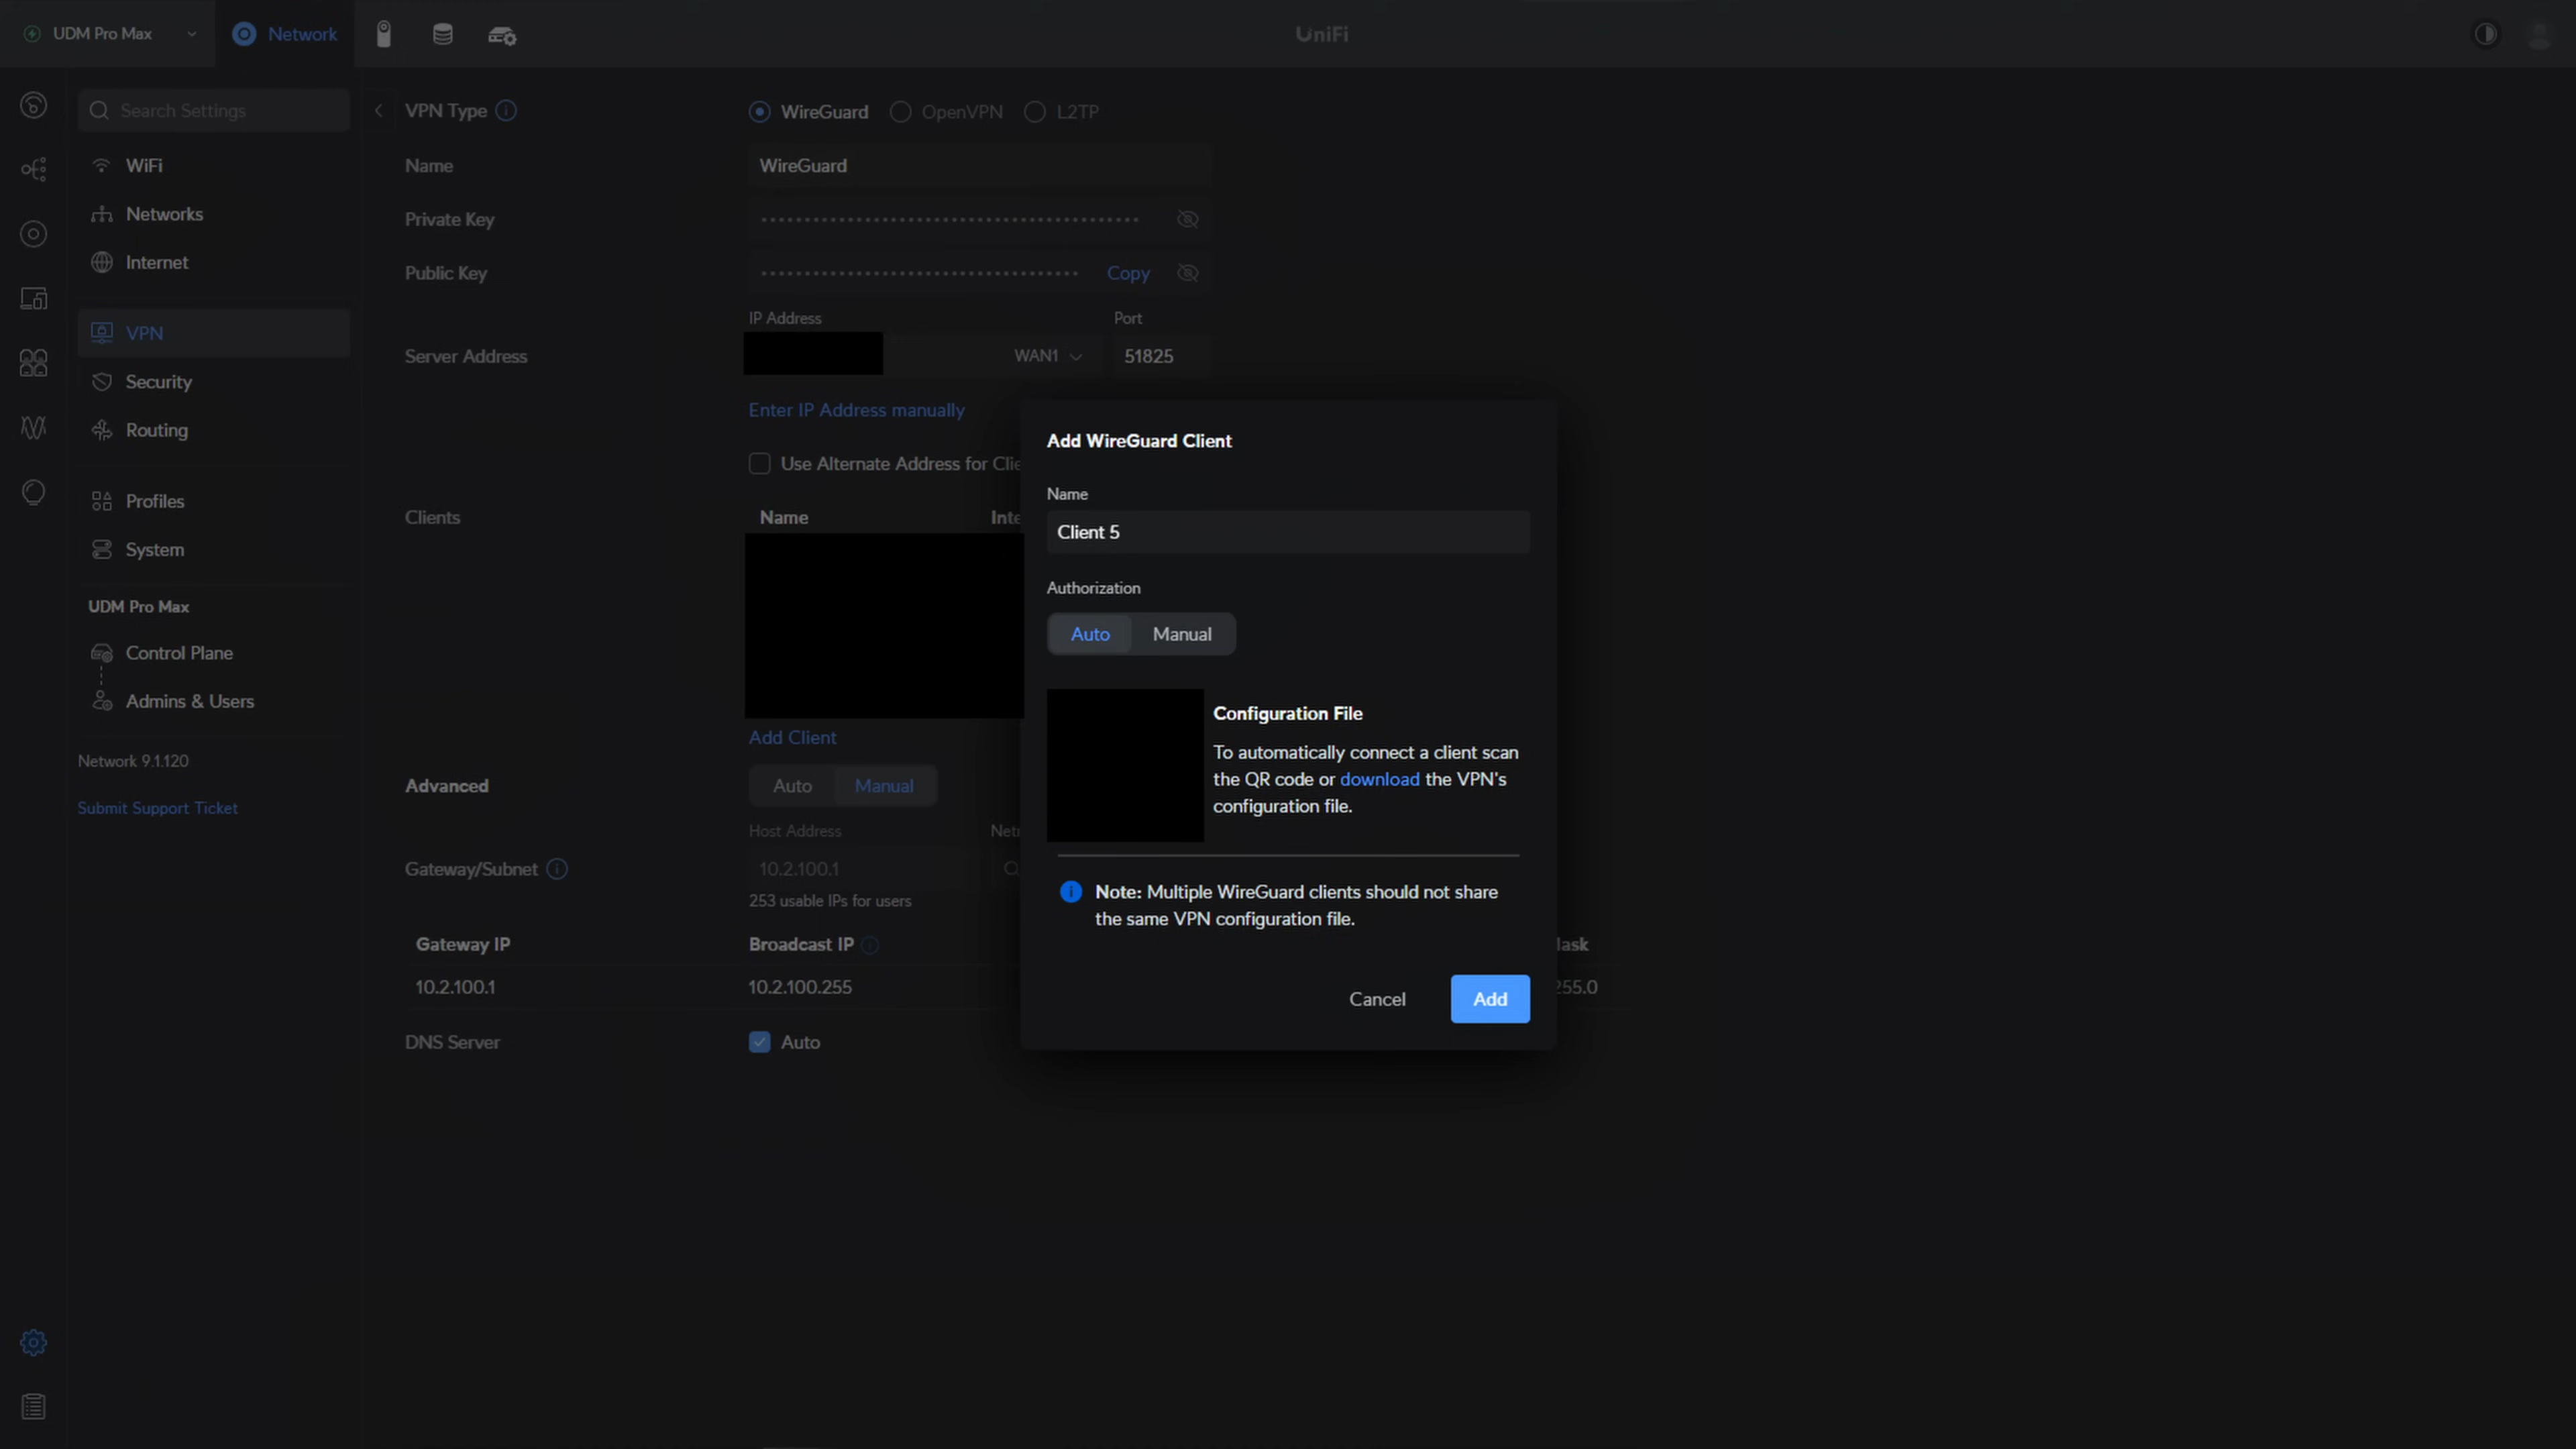 UDM Pro Max
Network
UniFi
Search Settings
WiFi
Networks
Internet
VPN
Security
Routing
Profiles
System
UDM Pro Max
Control Plane
Admins & Users
Network 9.1.120
Submit Support Ticket
VPN Type
WireGuard
OpenVPN
L2TP
Name
WireGuard
Private Key
Public Key
Copy
IP Address
Port
Server Address
WAN1
51825
Enter IP Address manually
Use Alternate Address for Clie
Clients
Name
Inte
Add Client
Advanced
Auto
Manual
Host Address
Net
Gateway/Subnet
10.2.100.1
253 usable IPs for users
Gateway IP
Broadcast IP
ask
10.2.100.1
10.2.100.255
255.0
DNS Server
Auto
Add WireGuard Client
Name
Client 5
Authorization
Auto
Manual
Configuration File
To automatically connect a client scan
the QR code or download the VPN's
configuration file.
Note: Multiple WireGuard clients should not share
the same VPN configuration file.
Cancel
Add